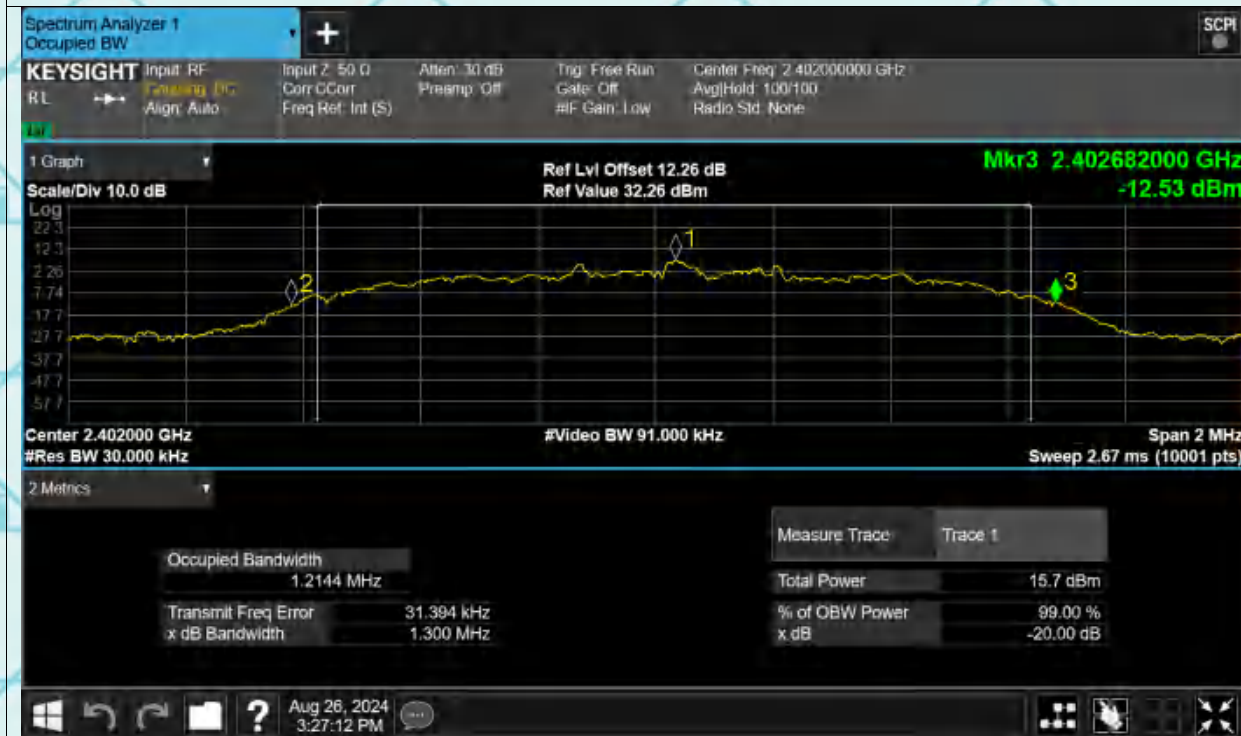 Spectrum Analyzer 1
Occupied BW
+
SCPI
KEYSIGHT
RL
Input: RF
Coupling: DC
Align: Auto
Input Z: 50 Ω
Corr CCorr
Freq Ref: Int (S)
Atten: 30 dB
Preamp: Off
Trig: Free Run
Gate: Off
#IF Gain: Low
Center Freq: 2.402000000 GHz
Avg|Hold: 100/100
Radio Std: None
1 Graph
Scale/Div 10.0 dB
Ref Lvl Offset 12.26 dB
Ref Value 32.26 dBm
Mkr3 2.402682000 GHz
-12.53 dBm
Log
22.3
12.3
2.26
-7.74
-17.7
-27.7
-37.7
-47.7
-57.7
1
2
3
Center 2.402000 GHz
#Res BW 30.000 kHz
#Video BW 91.000 kHz
Span 2 MHz
Sweep 2.67 ms (10001 pts)
2 Metrics
Measure Trace
Trace 1
Occupied Bandwidth
1.2144 MHz
Total Power
15.7 dBm
Transmit Freq Error
31.394 kHz
% of OBW Power
99.00 %
x dB Bandwidth
1.300 MHz
x dB
-20.00 dB
?
Aug 26, 2024
3:27:12 PM